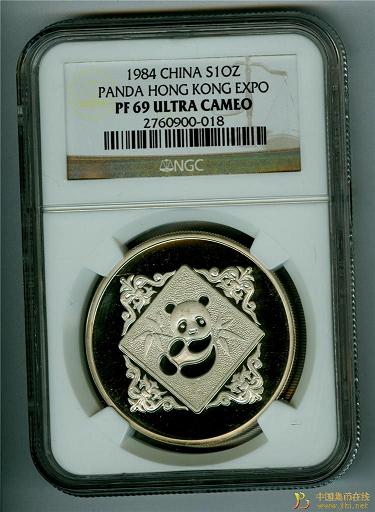 1984 CHINA S1OZ
PANDA HONG KONG EXPO
PF 69 ULTRA CAMEO
2760900-018
NGC
中国集币在线
www.jibi.net